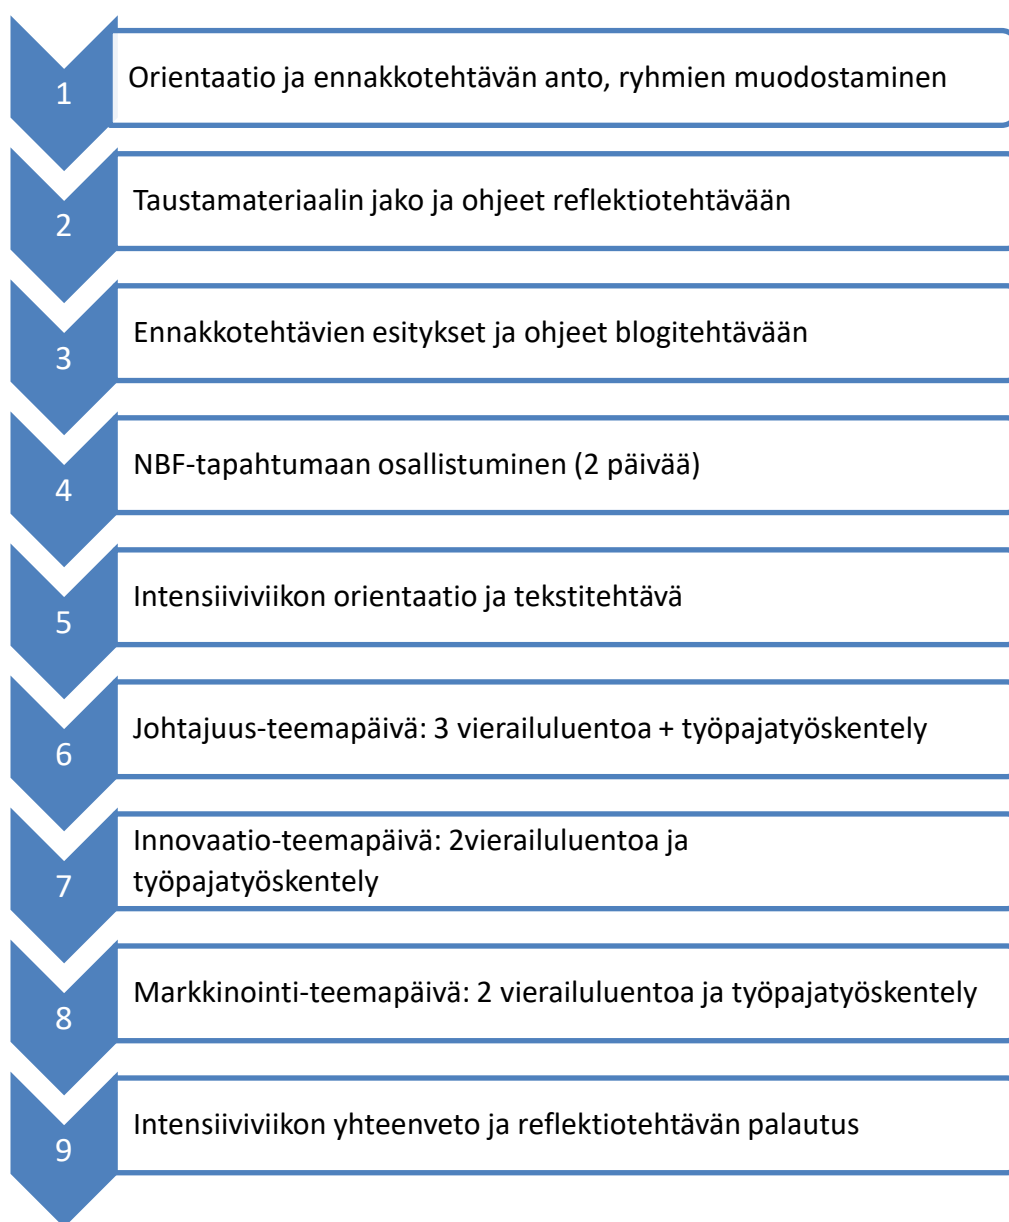 1
Orientaatio ja ennakkotehtävän anto, ryhmien muodostaminen
2
Taustamateriaalin jako ja ohjeet reflektiotehtävään
3
Ennakkotehtävien esitykset ja ohjeet blogitehtävään
4
NBF-tapahtumaan osallistuminen (2 päivää)
5
Intensiiviviikon orientaatio ja tekstitehtävä
6
Johtajuus-teemapäivä: 3 vierailuluentoa + työpajatyöskentely
7
Innovaatio-teemapäivä: 2vierailuluentoa ja
työpajatyöskentely
8
Markkinointi-teemapäivä: 2 vierailuluentoa ja työpajatyöskentely
9
Intensiiviviikon yhteenveto ja reflektiotehtävän palautus